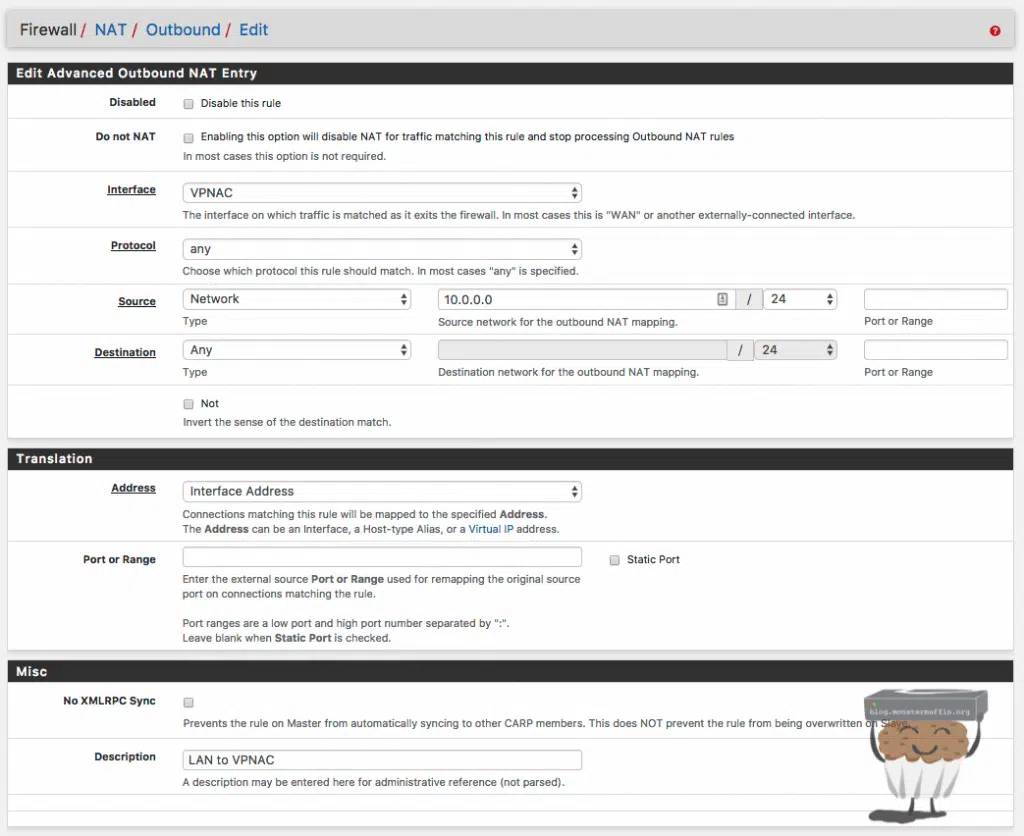 Firewall / NAT / Outbound / Edit
Edit Advanced Outbound NAT Entry
Disabled
Disable this rule
Do not NAT
Enabling this option will disable NAT for traffic matching this rule and stop processing Outbound NAT rules
In most cases this option is not required.
Interface
VPNAC
The interface on which traffic is matched as it exits the firewall. In most cases this is "WAN" or another externally-connected interface.
Protocol
any
Choose which protocol this rule should match. In most cases "any" is specified.
Source
Network
10.0.0.0
/
24
Type
Source network for the outbound NAT mapping.
Port or Range
Destination
Any
/
24
Type
Destination network for the outbound NAT mapping.
Port or Range
Not
Invert the sense of the destination match.
Translation
Address
Interface Address
Connections matching this rule will be mapped to the specified Address.
The Address can be an Interface, a Host-type Alias, or a Virtual IP address.
Port or Range
Static Port
Enter the external source Port or Range used for remapping the original source
port on connections matching the rule.
Port ranges are a low port and high port number separated by ":".
Leave blank when Static Port is checked.
Misc
No XMLRPC Sync
Prevents the rule on Master from automatically syncing to other CARP members. This does NOT prevent the rule from being overwritten on Slave.
blog.monstermuffin.org
Description
LAN to VPNAC
A description may be entered here for administrative reference (not parsed).